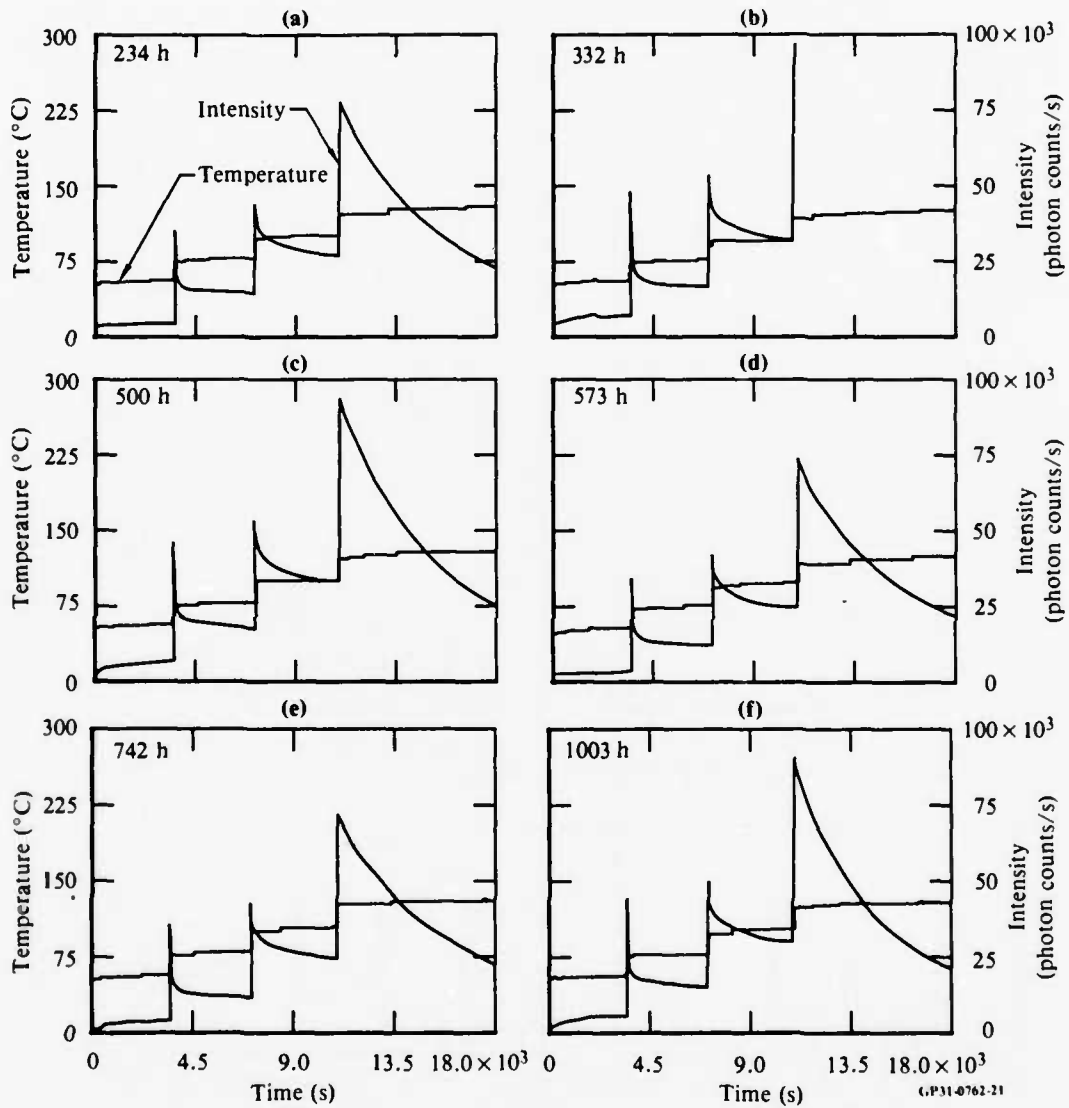 (a)
(b)
300
234 h
332 h
100 × 10³
225
Intensity
75
150
Temperature
50
75
25
0
0
Temperature (°C)
Intensity
(photon counts/s)
(c)
(d)
300
500 h
573 h
100 × 10³
225
75
150
50
75
25
0
0
Temperature (°C)
Intensity
(photon counts/s)
(e)
(f)
300
742 h
1003 h
100 × 10³
225
75
150
50
75
25
0
0
Temperature (°C)
Intensity
(photon counts/s)
0 4.5 9.0 13.5 18.0 × 10³
0 4.5 9.0 13.5 18.0 × 10³
Time (s)
Time (s)
GP31-0762-21